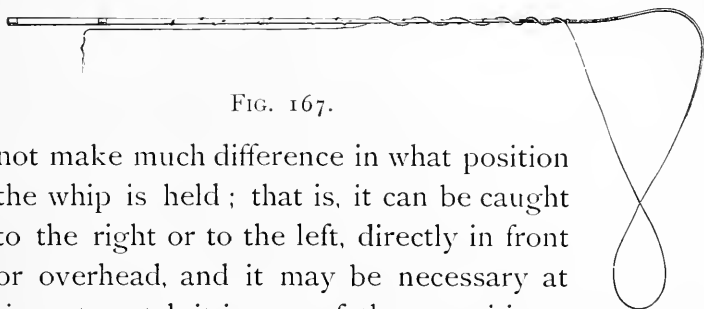 Fig. 167.
not make much difference in what position
the whip is held; that is, it can be caught
to the right or to the left, directly in front
or overhead, and it may be necessary at